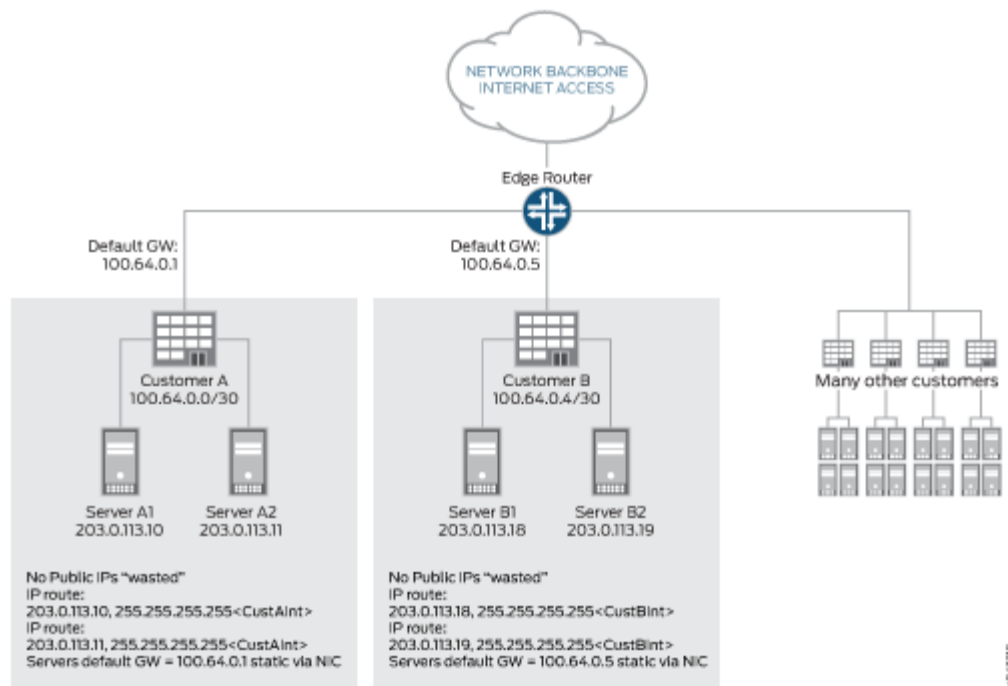 NETWORK BACKBONE
INTERNET ACCESS
Edge Router
Default GW:
100.64.0.1
Default GW:
100.64.0.5
Customer A
100.64.0.0/30
Customer B
100.64.0.4/30
Many other customers
Server A1
203.0.113.10
Server A2
203.0.113.11
Server B1
203.0.113.18
Server B2
203.0.113.19
No Public IPs “wasted”
IP route:
203.0.113.10, 255.255.255.255<CustAInt>
IP route:
203.0.113.11, 255.255.255.255<CustAInt>
Servers default GW = 100.64.0.1 static via NIC
No Public IPs “wasted”
IP route:
203.0.113.18, 255.255.255.255<CustBInt>
IP route:
203.0.113.19, 255.255.255.255<CustBInt>
Servers default GW = 100.64.0.5 static via NIC